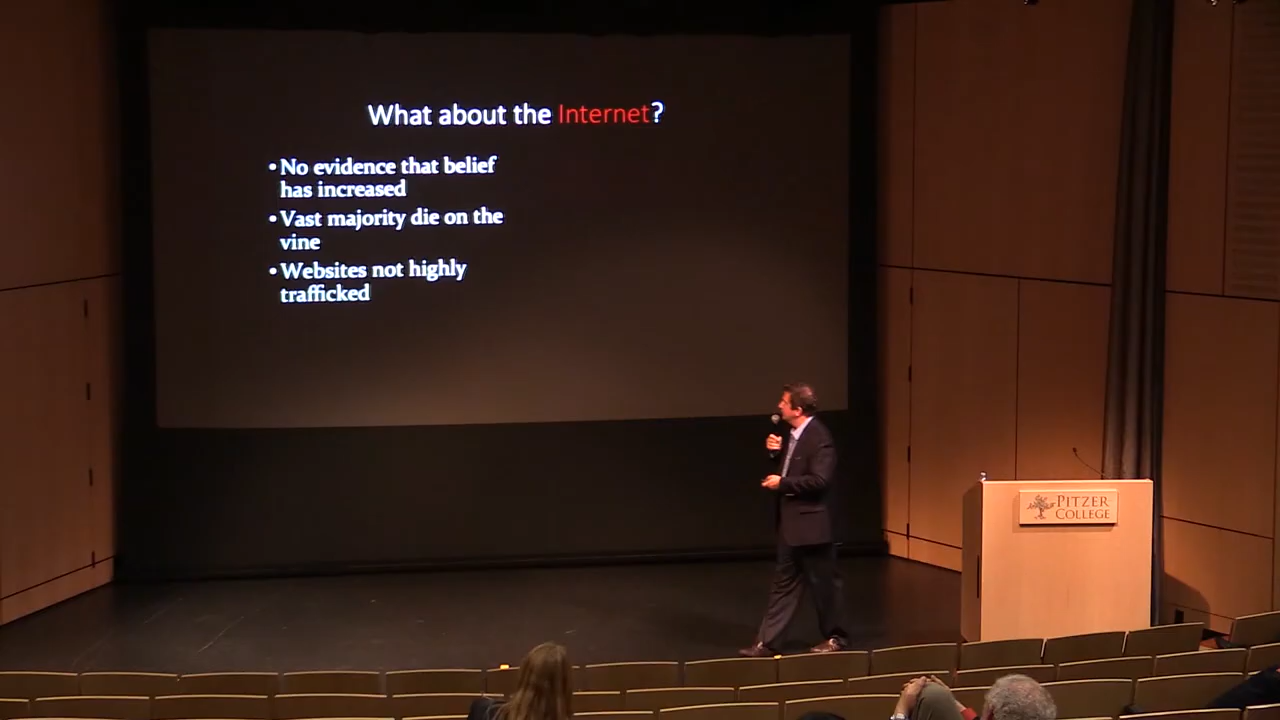 What about the Internet?
• No evidence that belief
has increased
• Vast majority die on the
vine
• Websites not highly
trafficked
PITZER
COLLEGE